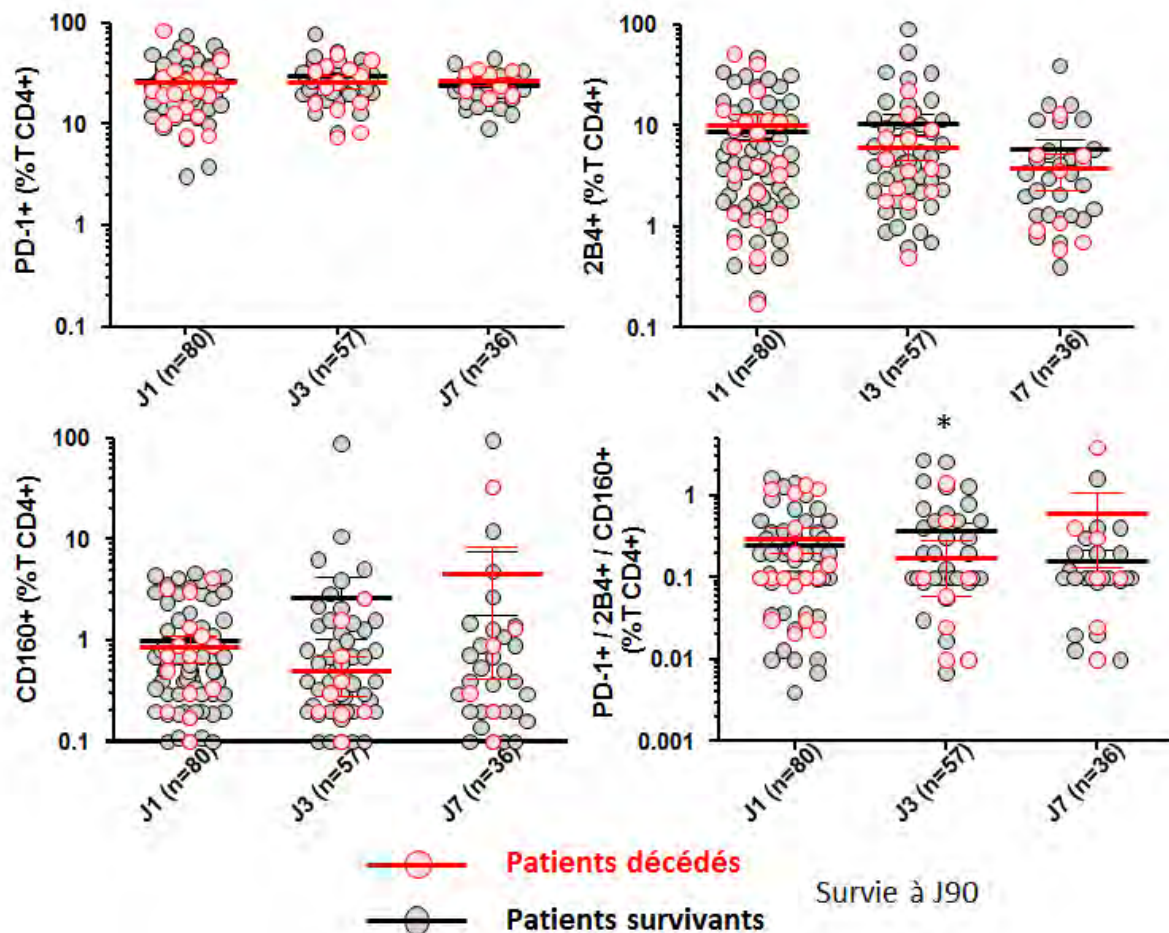 100
10
1
0.1
PD-1+ (%T CD4+)
J1 (n=80)
J3 (n=57)
J7 (n=36)
100
10
1
0.1
2B4+ (%T CD4+)
I1 (n=80)
I3 (n=57)
I7 (n=36)
100
10
1
0.1
CD160+ (%T CD4+)
J1 (n=80)
J3 (n=57)
J7 (n=36)
*
1
0.1
0.01
0.001
PD-1+ / 2B4+ / CD160+
(%T CD4+)
J1 (n=80)
J3 (n=57)
J7 (n=36)
Patients décédés
Patients survivants
Survie à J90